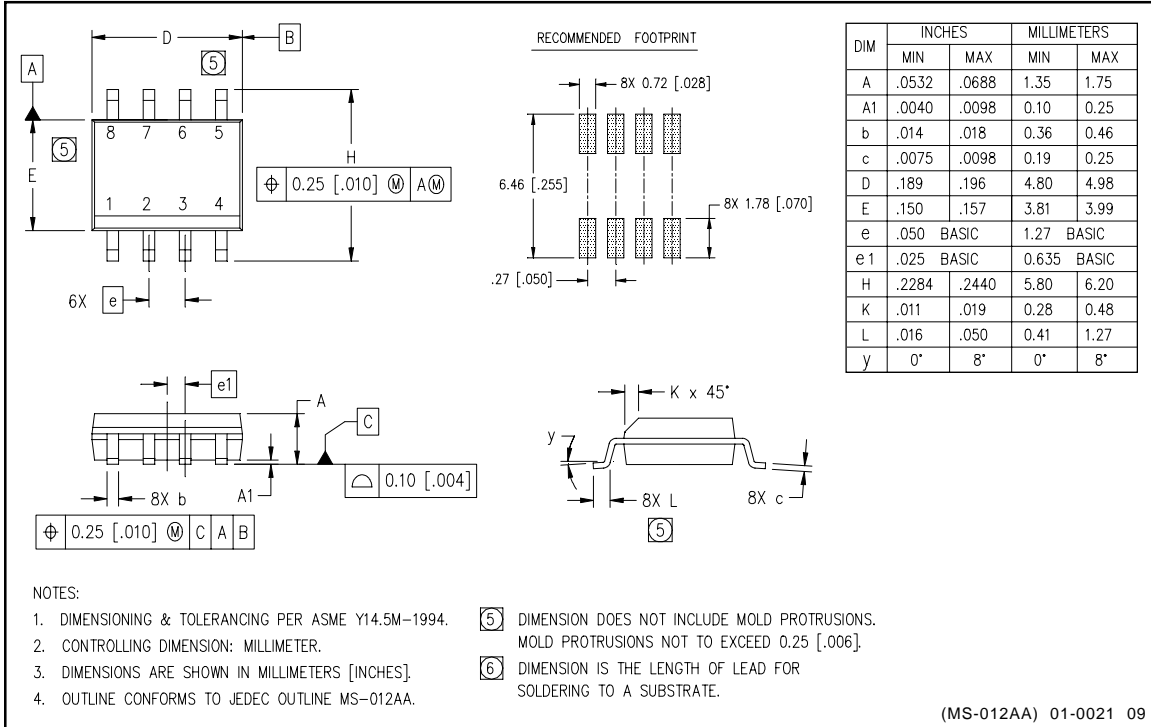 D
B
5
A
8 7 6 5
5
E
H
⌖ 0.25 [.010] Ⓜ AⓂ
1 2 3 4
6X e
RECOMMENDED FOOTPRINT
8X 0.72 [.028]
6.46 [.255]
8X 1.78 [.070]
.27 [.050]
DIM INCHES MILLIMETERS
MIN MAX MIN MAX
A .0532 .0688 1.35 1.75
A1 .0040 .0098 0.10 0.25
b .014 .018 0.36 0.46
c .0075 .0098 0.19 0.25
D .189 .196 4.80 4.98
E .150 .157 3.81 3.99
e .050 BASIC 1.27 BASIC
e1 .025 BASIC 0.635 BASIC
H .2284 .2440 5.80 6.20
K .011 .019 0.28 0.48
L .016 .050 0.41 1.27
y 0° 8° 0° 8°
e1
A
C
0.10 [.004]
8X b
A1
⌖ 0.25 [.010] Ⓜ C A B
K x 45°
y
8X L
8X c
5
NOTES:
1. DIMENSIONING & TOLERANCING PER ASME Y14.5M-1994.
2. CONTROLLING DIMENSION: MILLIMETER.
3. DIMENSIONS ARE SHOWN IN MILLIMETERS [INCHES].
4. OUTLINE CONFORMS TO JEDEC OUTLINE MS-012AA.
5 DIMENSION DOES NOT INCLUDE MOLD PROTRUSIONS.
MOLD PROTRUSIONS NOT TO EXCEED 0.25 [.006].
6 DIMENSION IS THE LENGTH OF LEAD FOR
SOLDERING TO A SUBSTRATE.
(MS-012AA) 01-0021 09